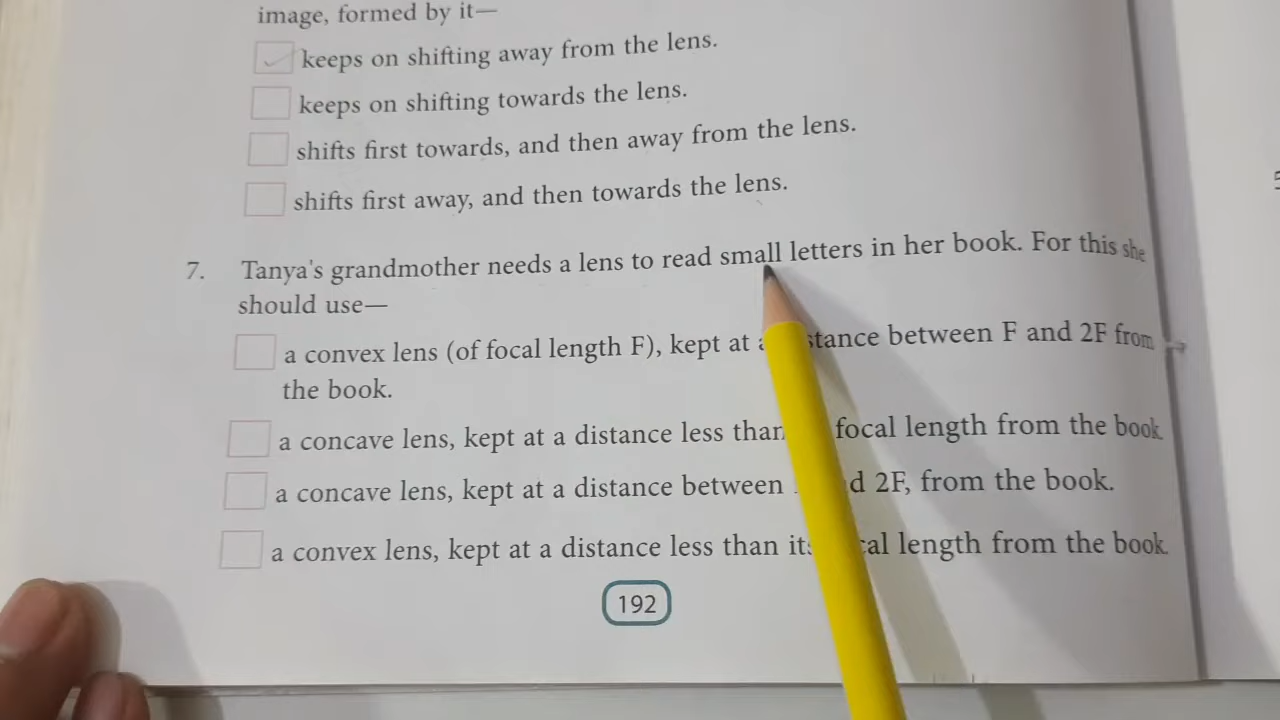 image, formed by it—
keeps on shifting away from the lens.
keeps on shifting towards the lens.
shifts first towards, and then away from the lens.
shifts first away, and then towards the lens.
7. Tanya's grandmother needs a lens to read small letters in her book. For this she
should use—
a convex lens (of focal length F), kept at a distance between F and 2F from
the book.
a concave lens, kept at a distance less than focal length from the book
a concave lens, kept at a distance between 2F, from the book.
a convex lens, kept at a distance less than its focal length from the book.
192